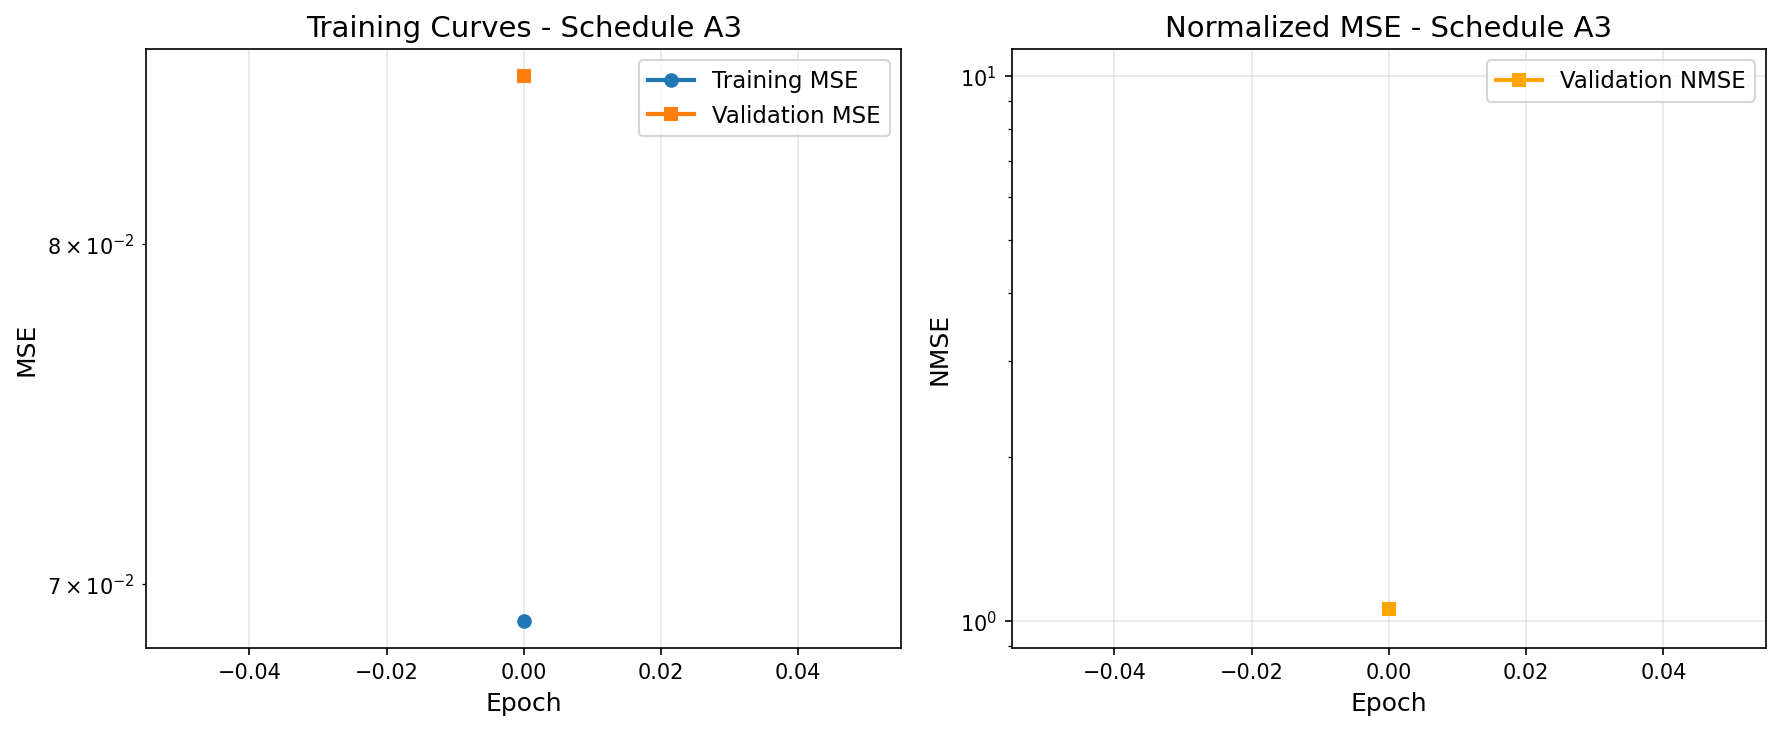 Training Curves - Schedule A3
Training MSE
Validation MSE
8 × 10⁻²
7 × 10⁻²
MSE
−0.04
−0.02
0.00
0.02
0.04
Epoch
Normalized MSE - Schedule A3
Validation NMSE
10¹
10⁰
NMSE
−0.04
−0.02
0.00
0.02
0.04
Epoch